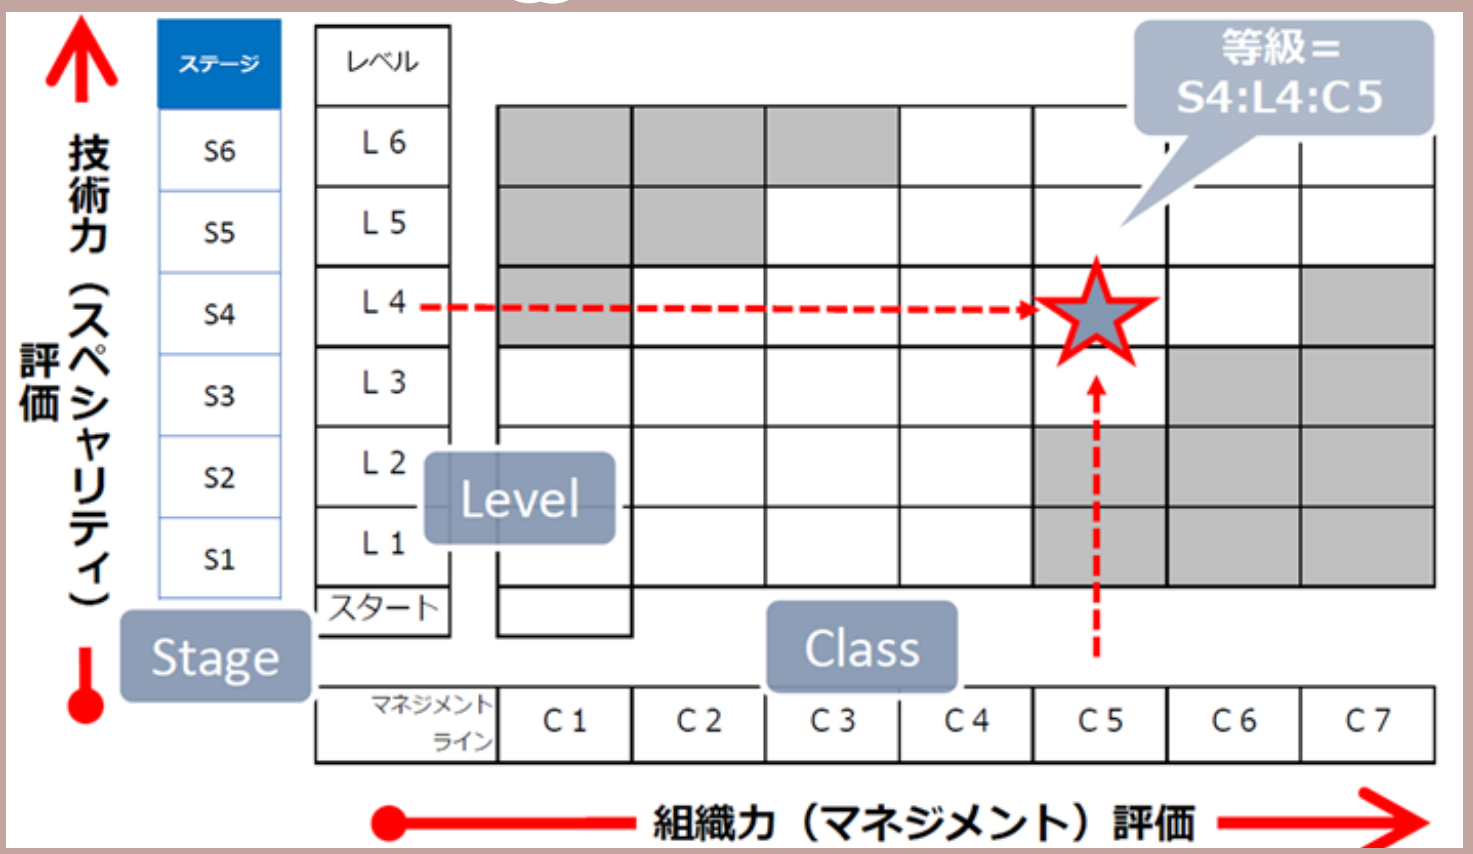 技術力（スペシャリティ）
評価
ステージ
S6
S5
S4
S3
S2
S1
Stage
レベル
L 6
L 5
L 4
L 3
L 2
L 1
スタート
Level
等級＝
S4:L4:C5
Class
マネジメント
ライン
C 1
C 2
C 3
C 4
C 5
C 6
C 7
組織力（マネジメント）評価